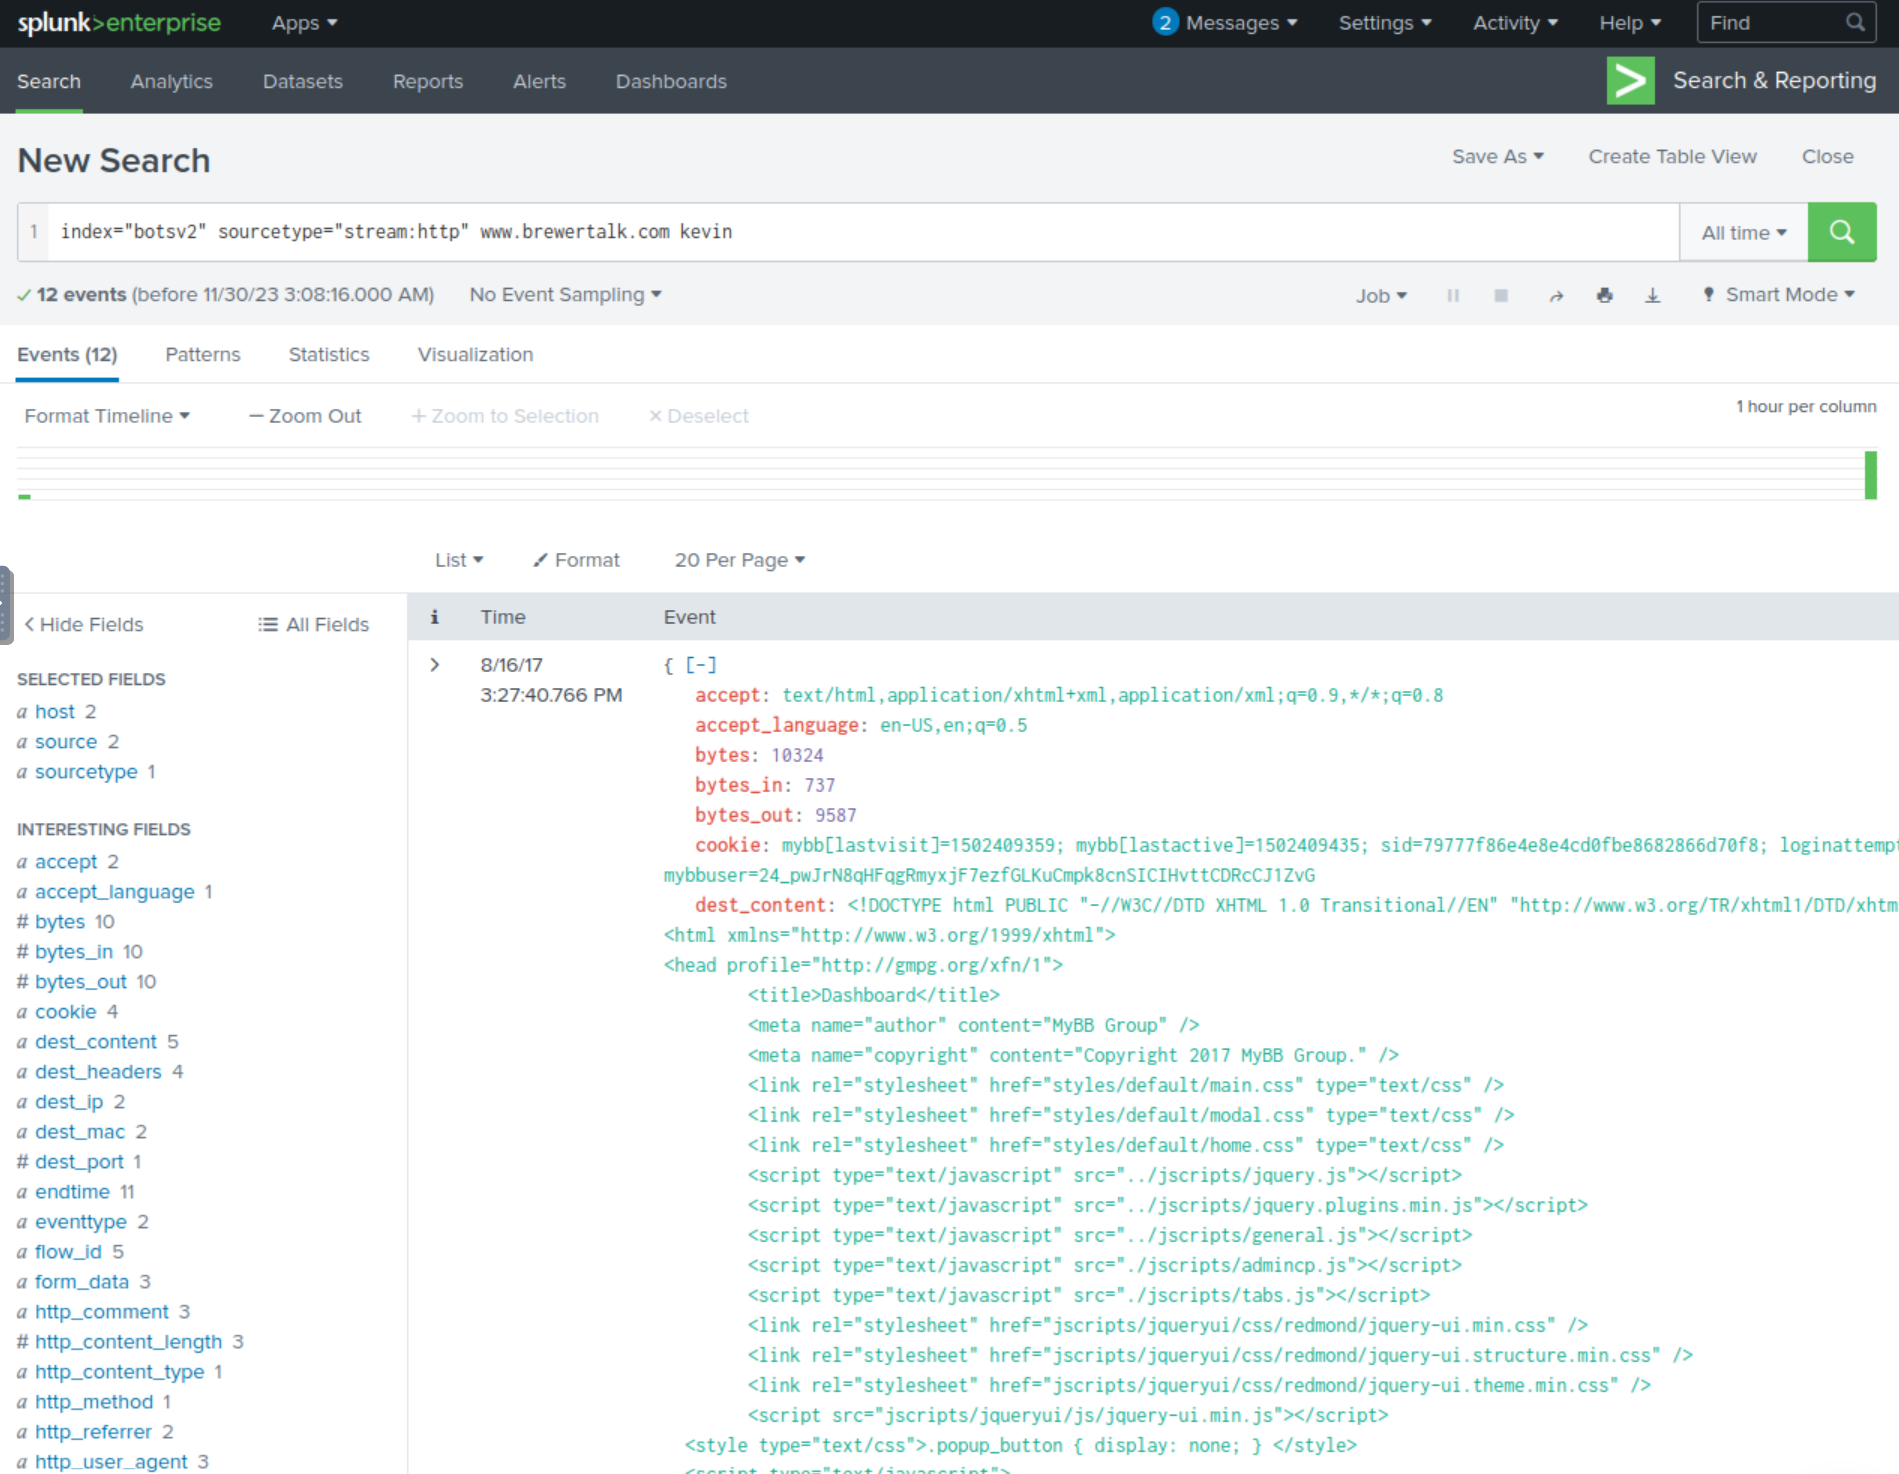 splunk>enterprise Apps 2 Messages Settings Activity Help Find
Search Analytics Datasets Reports Alerts Dashboards Search & Reporting
New Search Save As Create Table View Close
1 index="botsv2" sourcetype="stream:http" www.brewertalk.com kevin All time
12 events (before 11/30/23 3:08:16.000 AM) No Event Sampling Job Smart Mode
Events (12) Patterns Statistics Visualization
Format Timeline — Zoom Out + Zoom to Selection × Deselect 1 hour per column
List Format 20 Per Page
< Hide Fields All Fields
SELECTED FIELDS
a host 2
a source 2
a sourcetype 1
INTERESTING FIELDS
a accept 2
a accept_language 1
# bytes 10
# bytes_in 10
# bytes_out 10
a cookie 4
a dest_content 5
a dest_headers 4
a dest_ip 2
a dest_mac 2
# dest_port 1
a endtime 11
a eventtype 2
a flow_id 5
a form_data 3
a http_comment 3
# http_content_length 3
a http_content_type 1
a http_method 1
a http_referrer 2
a http_user_agent 3
i Time Event
> 8/16/17 3:27:40.766 PM
{ [-]
accept: text/html,application/xhtml+xml,application/xml;q=0.9,*/*;q=0.8
accept_language: en-US,en;q=0.5
bytes: 10324
bytes_in: 737
bytes_out: 9587
cookie: mybb[lastvisit]=1502409359; mybb[lastactive]=1502409435; sid=79777f86e4e8e4cd0fbe8682866d70f8; loginattempt
mybbuser=24_pwJrN8qHFqgRmyxjF7ezfGLKuCmpk8cnSICIHvttCDRcCJ1ZvG
dest_content: <!DOCTYPE html PUBLIC "-//W3C//DTD XHTML 1.0 Transitional//EN" "http://www.w3.org/TR/xhtml1/DTD/xhtm
<html xmlns="http://www.w3.org/1999/xhtml">
<head profile="http://gmpg.org/xfn/1">
<title>Dashboard</title>
<meta name="author" content="MyBB Group" />
<meta name="copyright" content="Copyright 2017 MyBB Group." />
<link rel="stylesheet" href="styles/default/main.css" type="text/css" />
<link rel="stylesheet" href="styles/default/modal.css" type="text/css" />
<link rel="stylesheet" href="styles/default/home.css" type="text/css" />
<script type="text/javascript" src="../jscripts/jquery.js"></script>
<script type="text/javascript" src="../jscripts/jquery.plugins.min.js"></script>
<script type="text/javascript" src="../jscripts/general.js"></script>
<script type="text/javascript" src="./jscripts/admincp.js"></script>
<script type="text/javascript" src="./jscripts/tabs.js"></script>
<link rel="stylesheet" href="jscripts/jqueryui/css/redmond/jquery-ui.min.css" />
<link rel="stylesheet" href="jscripts/jqueryui/css/redmond/jquery-ui.structure.min.css" />
<link rel="stylesheet" href="jscripts/jqueryui/css/redmond/jquery-ui.theme.min.css" />
<script src="jscripts/jqueryui/js/jquery-ui.min.js"></script>
<style type="text/css">.popup_button { display: none; } </style>
<script type="text/javascript">